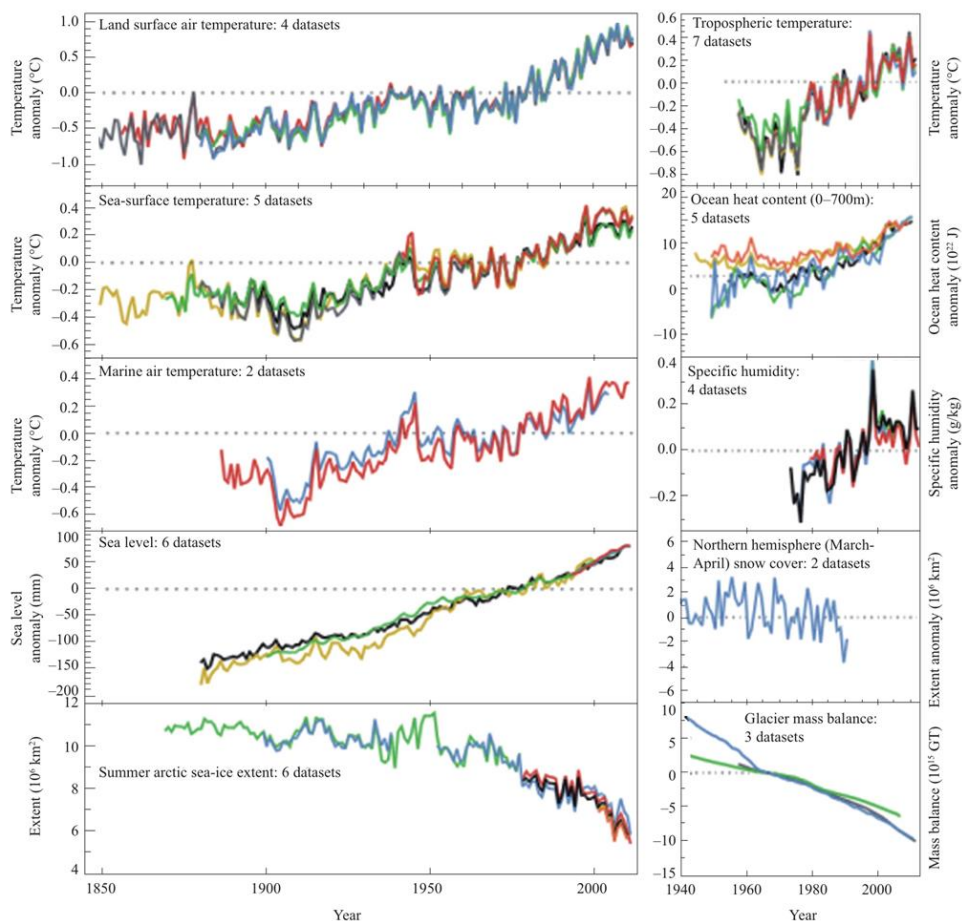 Land surface air temperature: 4 datasets
1.0
0.5
0.0
−0.5
−1.0
Temperature
anomaly (°C)
Sea-surface temperature: 5 datasets
0.4
0.2
0.0
−0.2
−0.4
−0.6
Temperature
anomaly (°C)
Marine air temperature: 2 datasets
0.4
0.2
0.0
−0.2
−0.4
−0.6
Temperature
anomaly (°C)
Sea level: 6 datasets
100
50
0
−50
−100
−150
−200
Sea level
anomaly (mm)
Summer arctic sea-ice extent: 6 datasets
12
10
8
6
4
Extent (10⁶ km²)
1850
1900
1950
2000
Year
Tropospheric temperature:
7 datasets
0.6
0.4
0.2
0.0
−0.2
−0.4
−0.6
−0.8
Temperature
anomaly (°C)
Ocean heat content (0–700m):
5 datasets
20
10
0
−10
Ocean heat content
anomaly (10²² J)
Specific humidity:
4 datasets
0.4
0.2
0.0
−0.2
Specific humidity
anomaly (g/kg)
Northern hemisphere (March-
April) snow cover: 2 datasets
6
4
2
0
−2
−4
−6
Extent anomaly (10⁶ km²)
Glacier mass balance:
3 datasets
10
5
0
−5
−10
−15
Mass balance (10¹⁵ GT)
1940
1960
1980
2000
Year